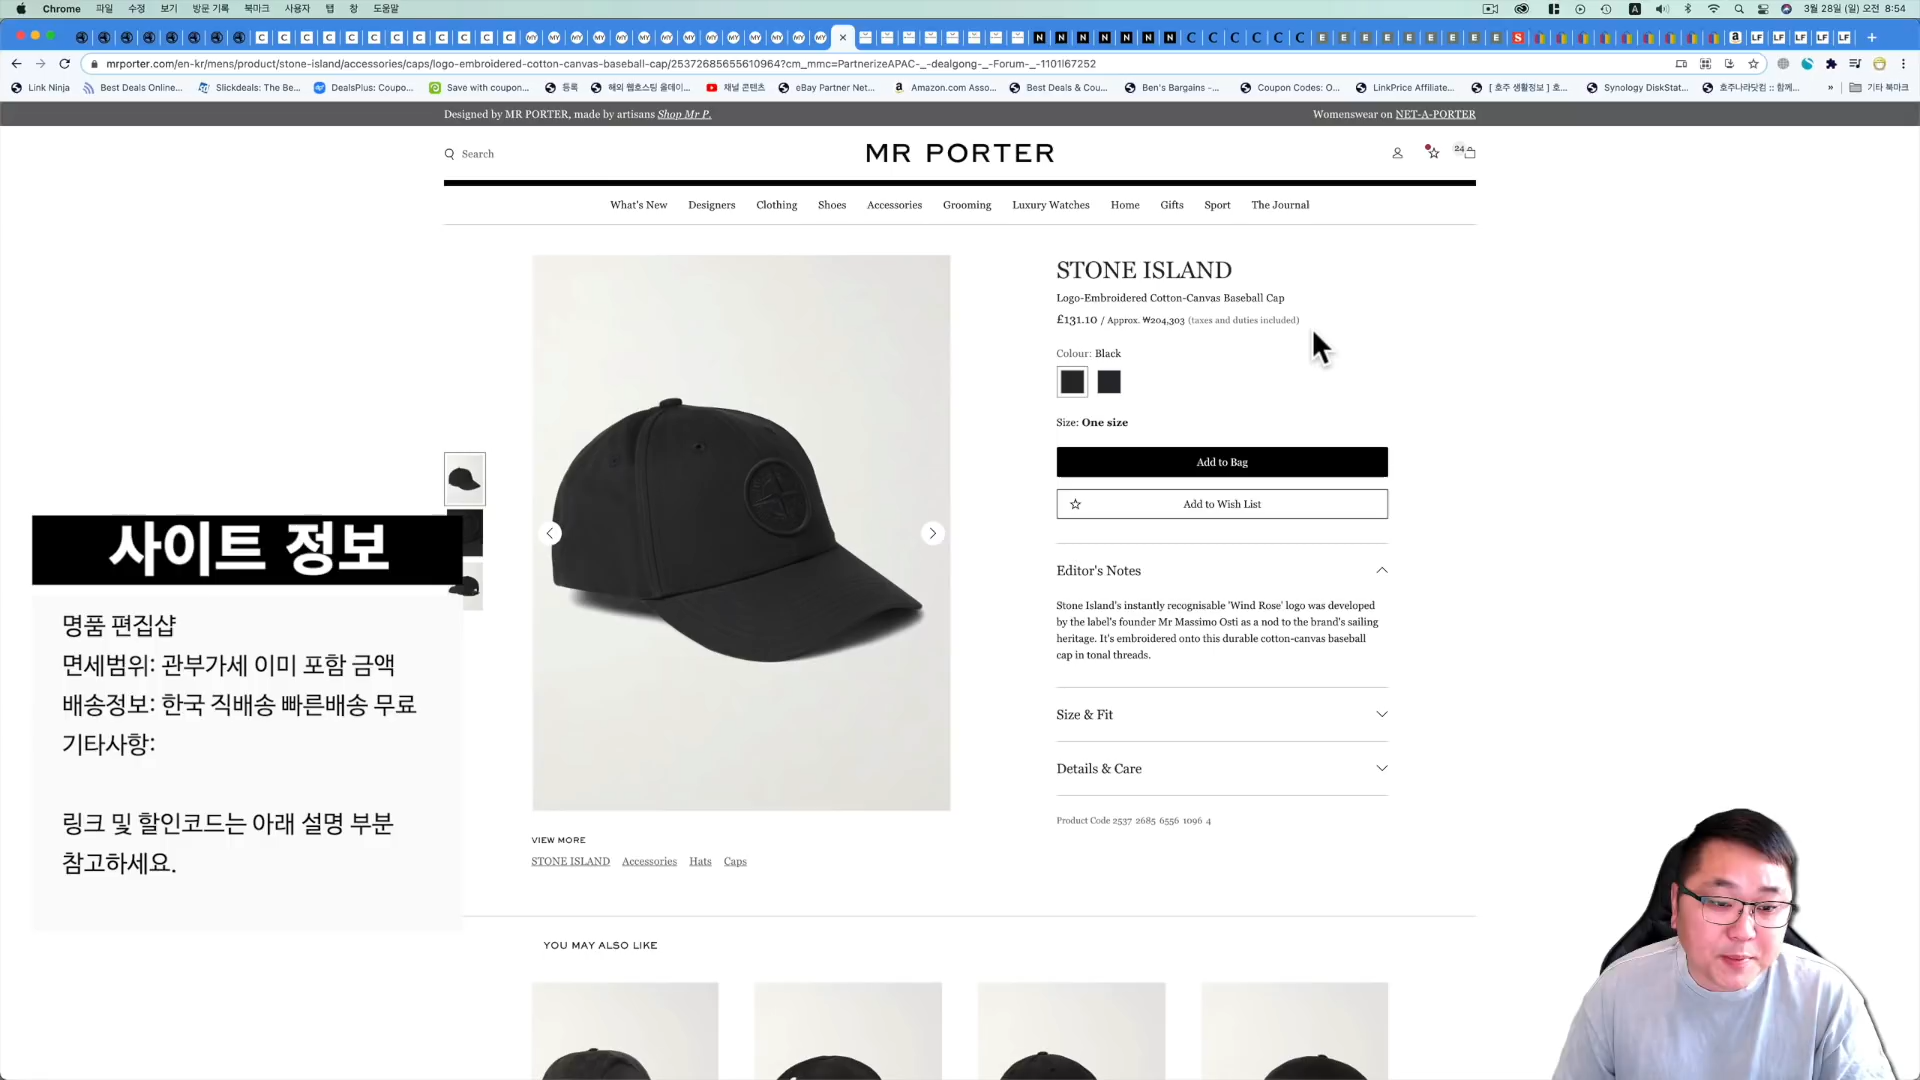 Chrome 파일 수정 보기 방문 기록 북마크 사용자 탭 창 도움말
3월 28일 (일) 오전 8:54
mrporter.com/en-kr/mens/product/stone-island/accessories/caps/logo-embroidered-cotton-canvas-baseball-cap/25372685655610964?cm_mmc=PartnerizeAPAC-_-dealgong-_-Forum-_-1101l67252
Link Ninja Best Deals Online... Slickdeals: The Be... DealsPlus: Coupo... Save with coupon... 등록 해외 웹호스팅 올데이... 채널 콘텐츠 eBay Partner Net... Amazon.com Asso... Best Deals & Cou... Ben's Bargains -... Coupon Codes: O... LinkPrice Affiliate... [ 호주 생활정보 ] 호... Synology DiskStat... 호주나라닷컴 :: 함께... » 기타 북마크
Designed by MR PORTER, made by artisans Shop Mr P.
Womenswear on NET-A-PORTER
Search
MR PORTER
24
What's New Designers Clothing Shoes Accessories Grooming Luxury Watches Home Gifts Sport The Journal
STONE ISLAND
Logo-Embroidered Cotton-Canvas Baseball Cap
£131.10 / Approx. ₩204,303 (taxes and duties included)
Colour: Black
Size: One size
Add to Bag
Add to Wish List
Editor's Notes
Stone Island's instantly recognisable 'Wind Rose' logo was developed
by the label's founder Mr Massimo Osti as a nod to the brand's sailing
heritage. It's embroidered onto this durable cotton-canvas baseball
cap in tonal threads.
Size & Fit
Details & Care
Product Code 2537 2685 6556 1096 4
사이트 정보
명품 편집샵
면세범위: 관부가세 이미 포함 금액
배송정보: 한국 직배송 빠른배송 무료
기타사항:
링크 및 할인코드는 아래 설명 부분
참고하세요.
VIEW MORE
STONE ISLAND Accessories Hats Caps
YOU MAY ALSO LIKE